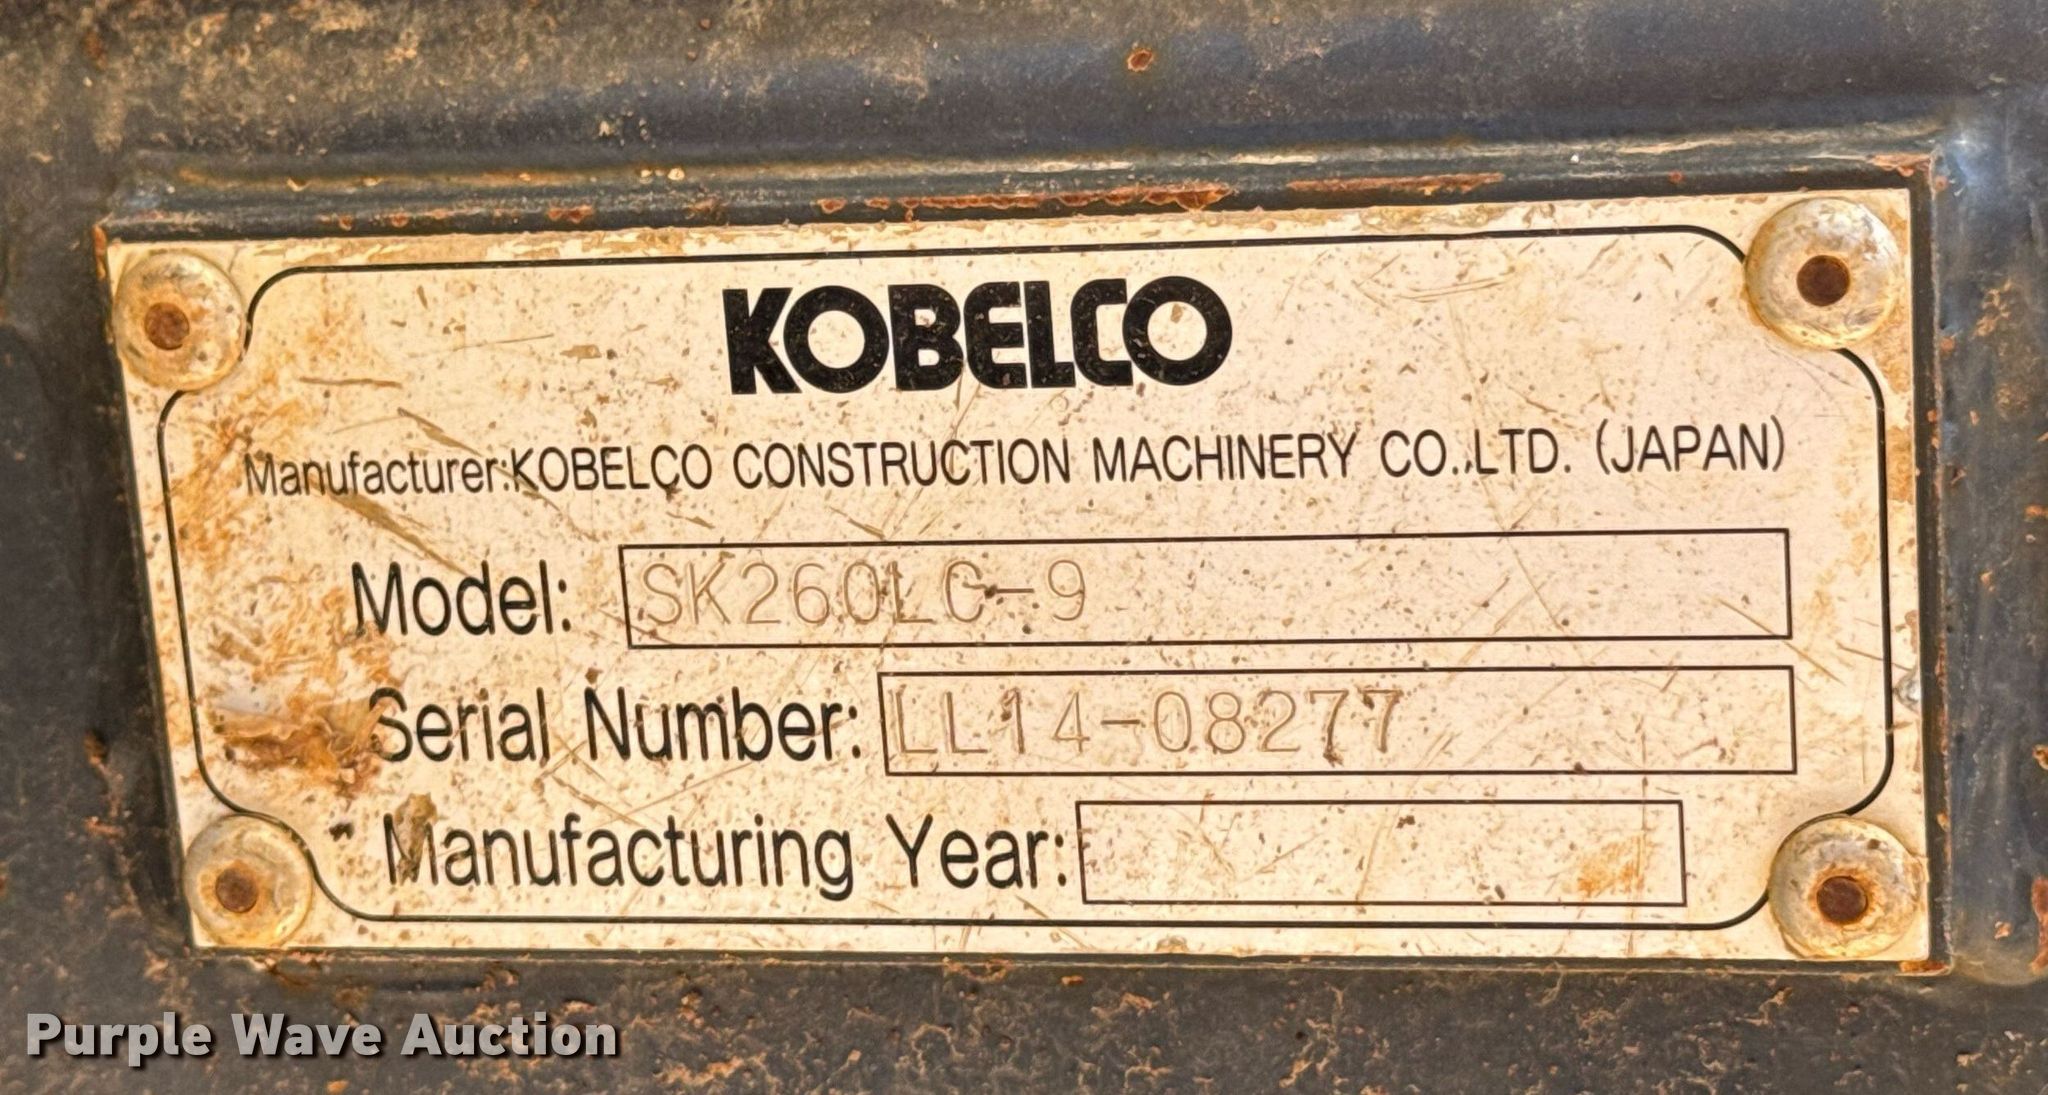 KOBELCO
Manufacturer:KOBELCO CONSTRUCTION MACHINERY CO.,LTD. (JAPAN)
Model: SK260LC-9
Serial Number: LL14-08277
Manufacturing Year:
Purple Wave Auction